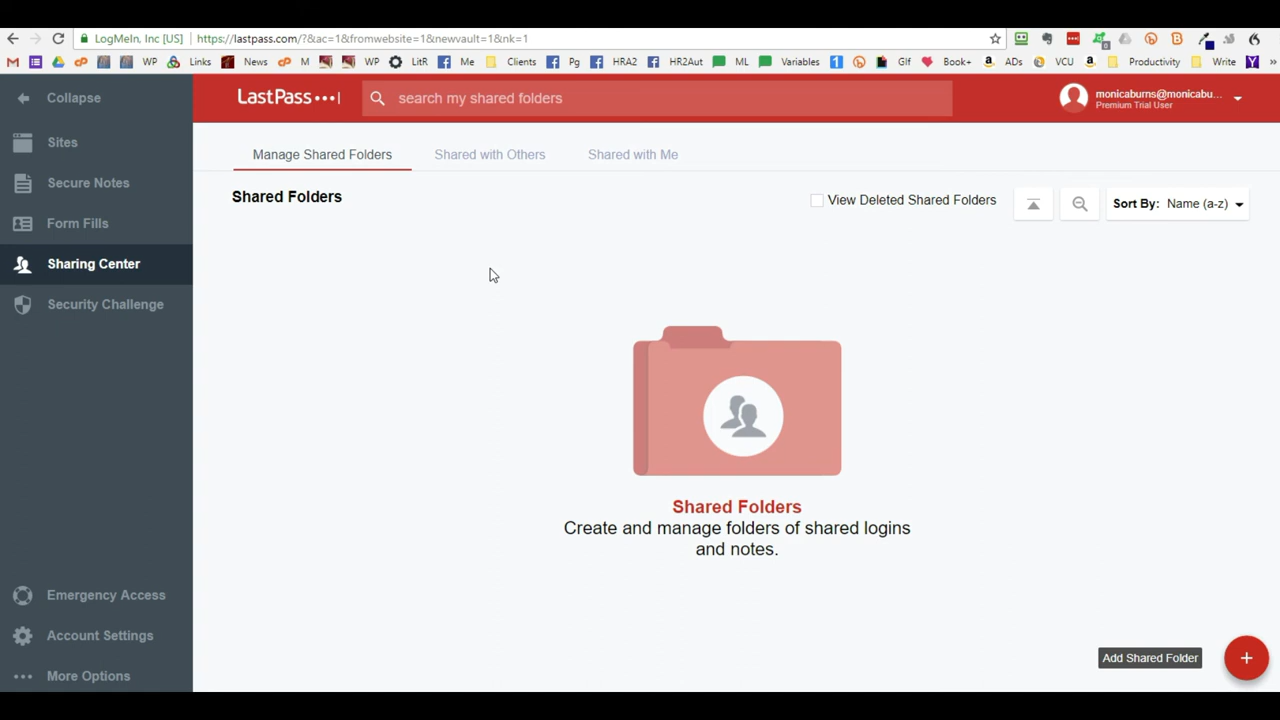 LogMeIn, Inc [US] https://lastpass.com/?&ac=1&fromwebsite=1&newvault=1&nk=1
WP Links News M WP LitR Me Clients Pg HRA2 HR2Aut ML Variables Gif Book+ ADs VCU Productivity Write »
Collapse
LastPass
search my shared folders
monicaburns@monicabu...
Premium Trial User
Sites
Manage Shared Folders Shared with Others Shared with Me
Secure Notes
Shared Folders
View Deleted Shared Folders
Sort By: Name (a-z)
Form Fills
Sharing Center
Security Challenge
Shared Folders
Create and manage folders of shared logins
and notes.
Emergency Access
Account Settings
Add Shared Folder
+
More Options